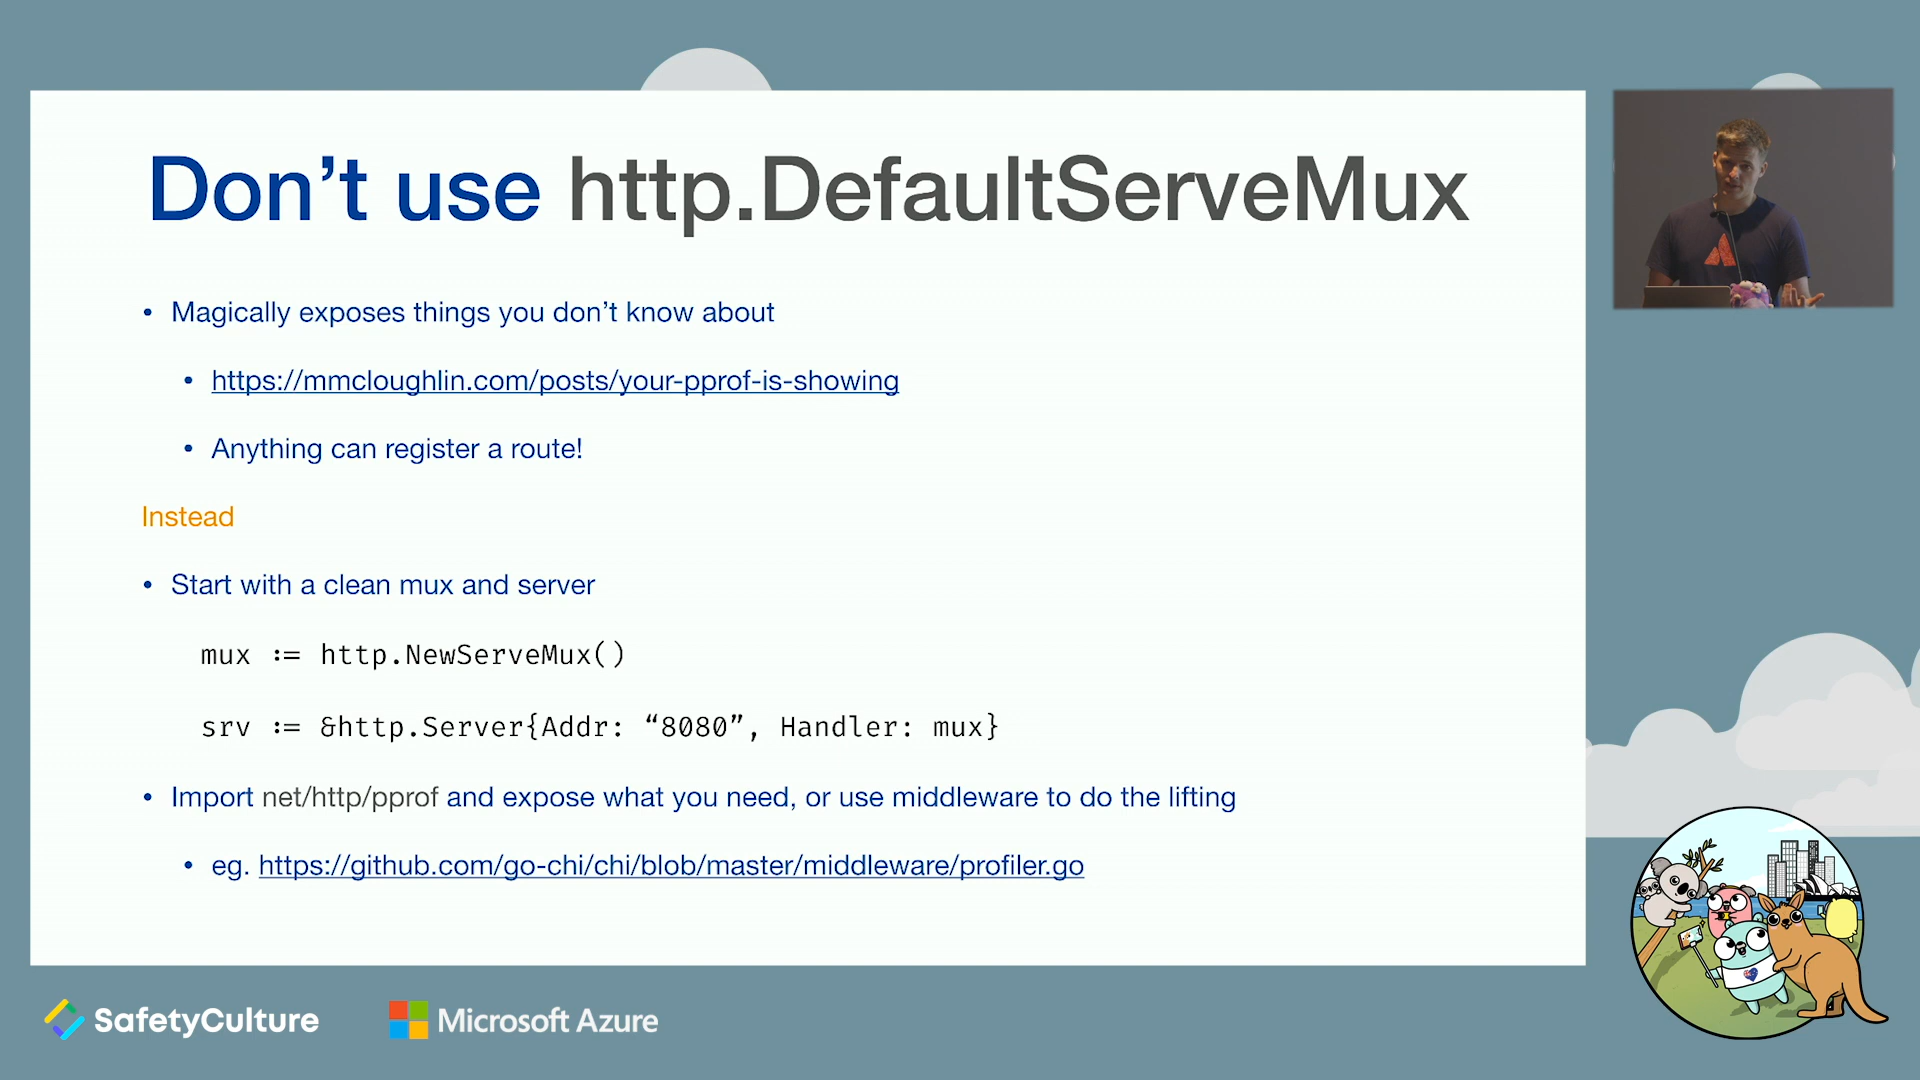 Don’t use http.DefaultServeMux
• Magically exposes things you don’t know about
• https://mmcloughlin.com/posts/your-pprof-is-showing
• Anything can register a route!
Instead
• Start with a clean mux and server
mux := http.NewServeMux()
srv := &http.Server{Addr: “8080”, Handler: mux}
• Import net/http/pprof and expose what you need, or use middleware to do the lifting
• eg. https://github.com/go-chi/chi/blob/master/middleware/profiler.go
SafetyCulture
Microsoft Azure